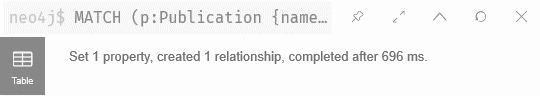 neo4j$ MATCH (p:Publication {name…
Set 1 property, created 1 relationship, completed after 696 ms.
Table